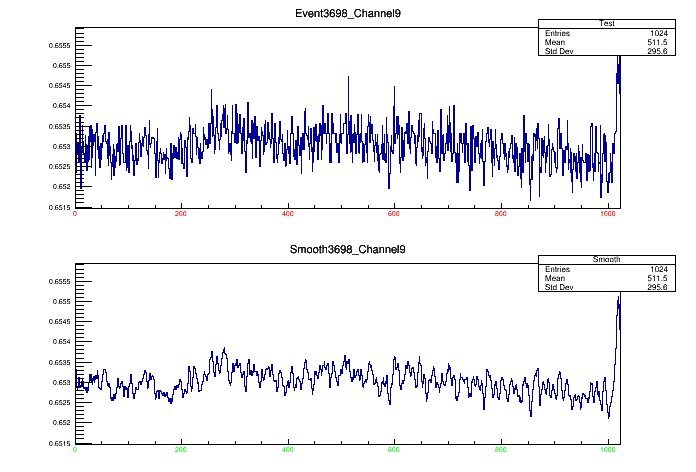 Event3698_Channel9
Test
Entries 1024
Mean 511.5
Std Dev 295.6
0.6555
0.655
0.6545
0.654
0.6535
0.653
0.6525
0.652
0.6515
0 200 400 600 800 1000
Smooth3698_Channel9
Smooth
Entries 1024
Mean 511.5
Std Dev 295.6
0.6555
0.655
0.6545
0.654
0.6535
0.653
0.6525
0.652
0.6515
0 200 400 600 800 1000